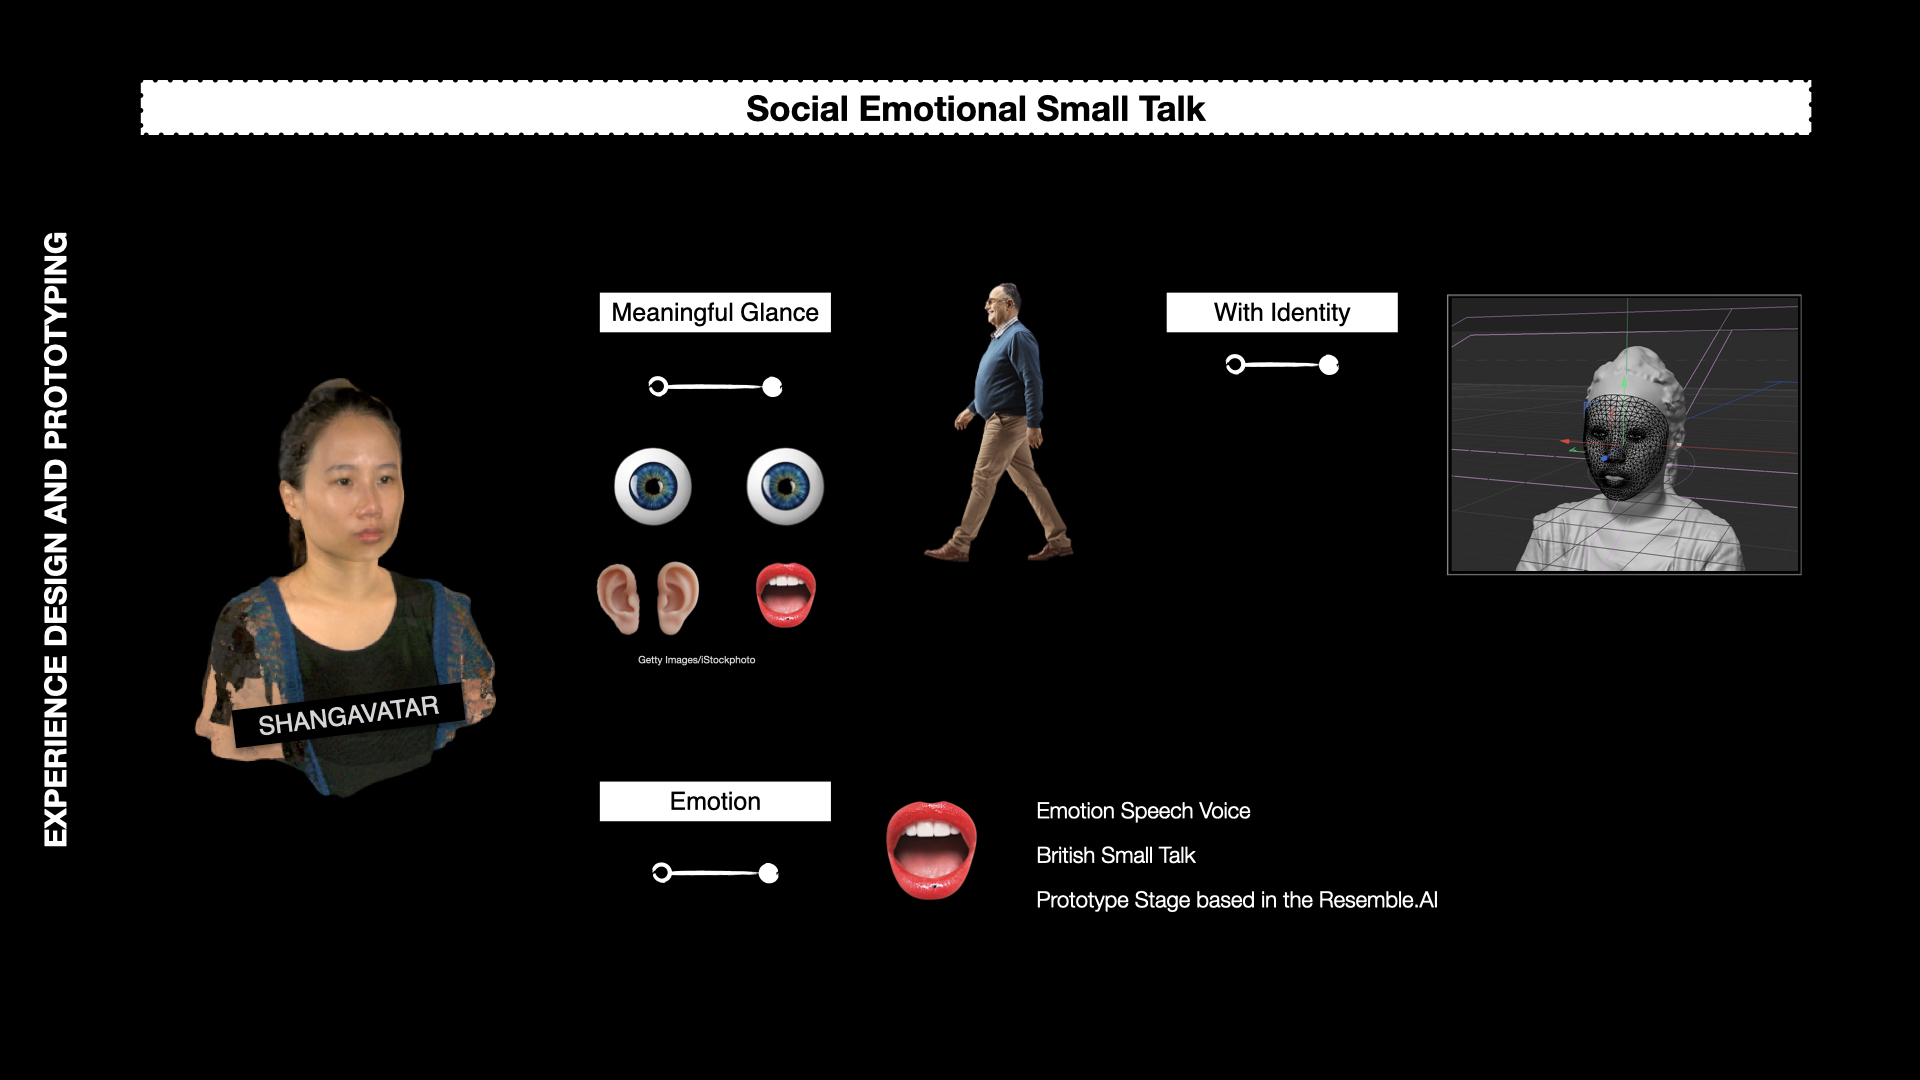 Social Emotional Small Talk
EXPERIENCE DESIGN AND PROTOTYPING
Meaningful Glance
With Identity
Getty Images/iStockphoto
SHANGAVATAR
Emotion
Emotion Speech Voice
British Small Talk
Prototype Stage based in the Resemble.AI